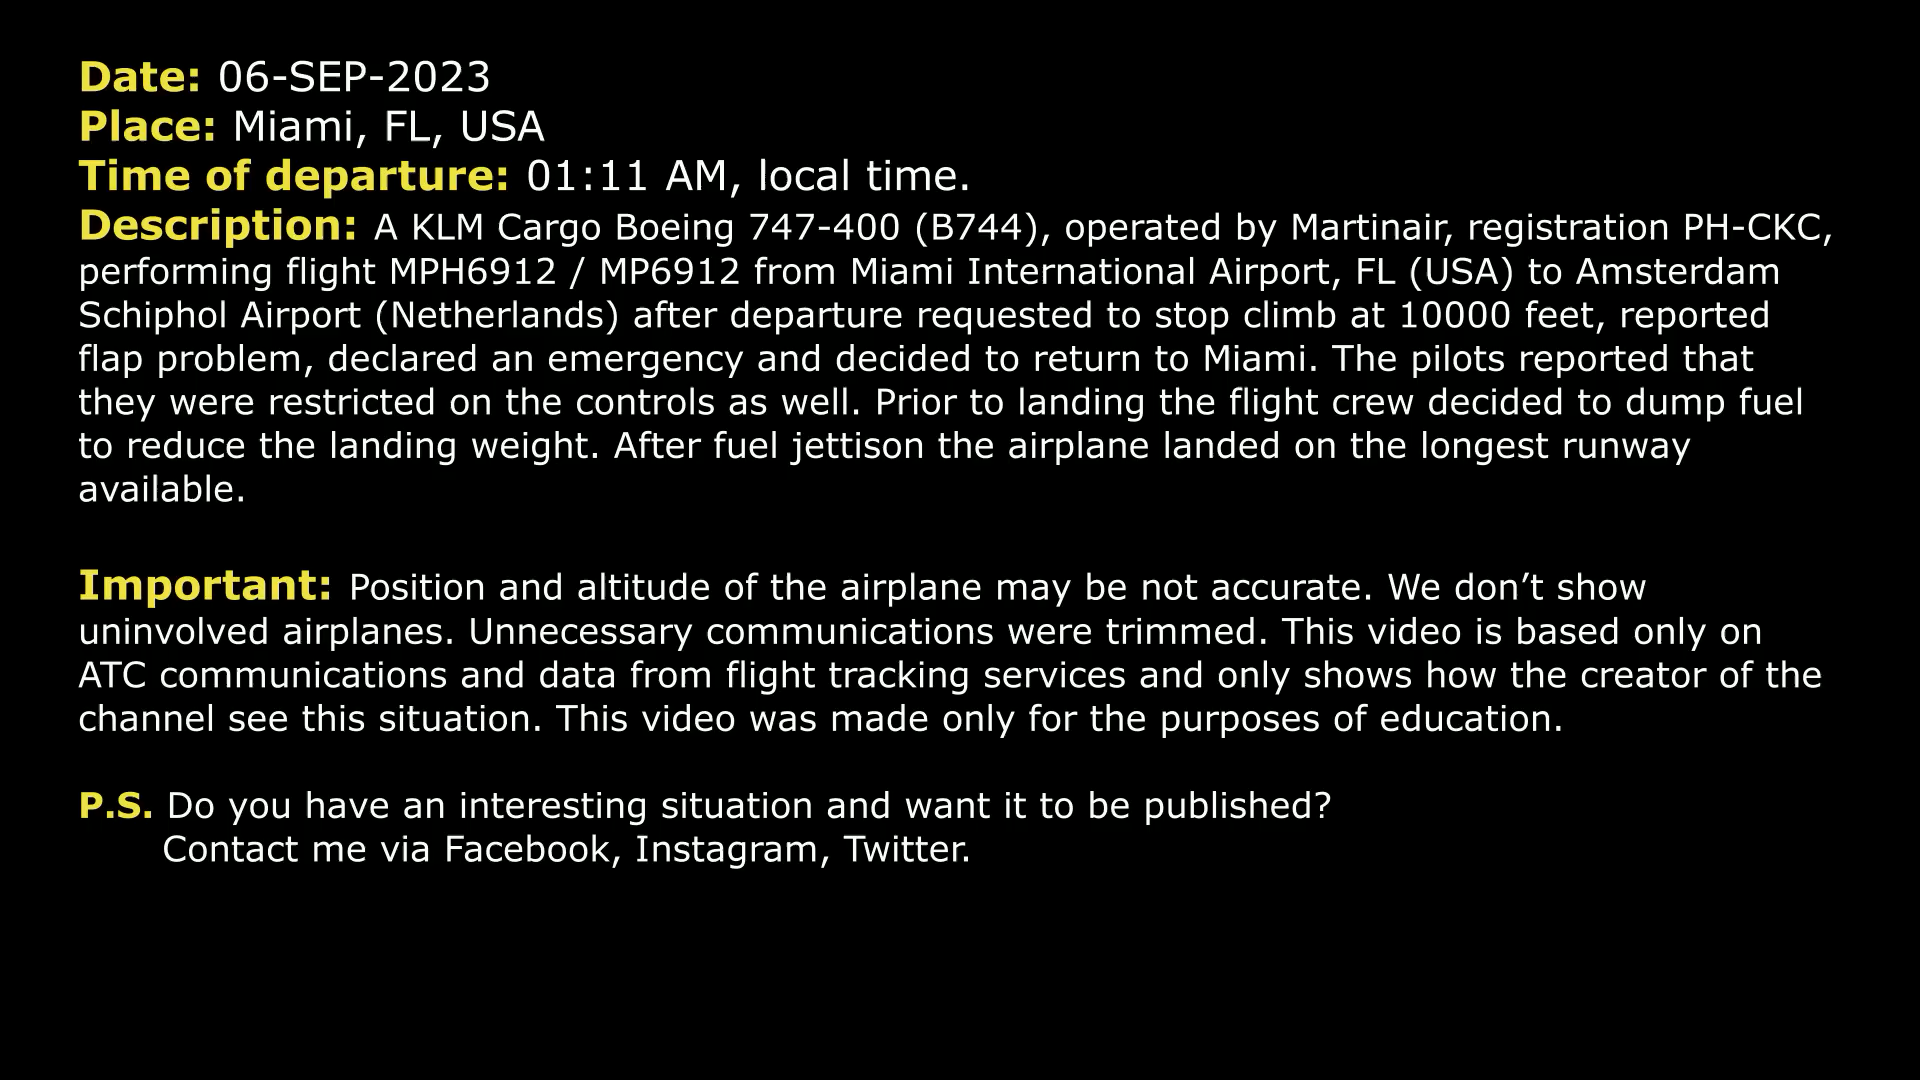 Date: 06-SEP-2023
Place: Miami, FL, USA
Time of departure: 01:11 AM, local time.
Description: A KLM Cargo Boeing 747-400 (B744), operated by Martinair, registration PH-CKC,
performing flight MPH6912 / MP6912 from Miami International Airport, FL (USA) to Amsterdam
Schiphol Airport (Netherlands) after departure requested to stop climb at 10000 feet, reported
flap problem, declared an emergency and decided to return to Miami. The pilots reported that
they were restricted on the controls as well. Prior to landing the flight crew decided to dump fuel
to reduce the landing weight. After fuel jettison the airplane landed on the longest runway
available.
Important: Position and altitude of the airplane may be not accurate. We don’t show
uninvolved airplanes. Unnecessary communications were trimmed. This video is based only on
ATC communications and data from flight tracking services and only shows how the creator of the
channel see this situation. This video was made only for the purposes of education.
P.S. Do you have an interesting situation and want it to be published?
Contact me via Facebook, Instagram, Twitter.